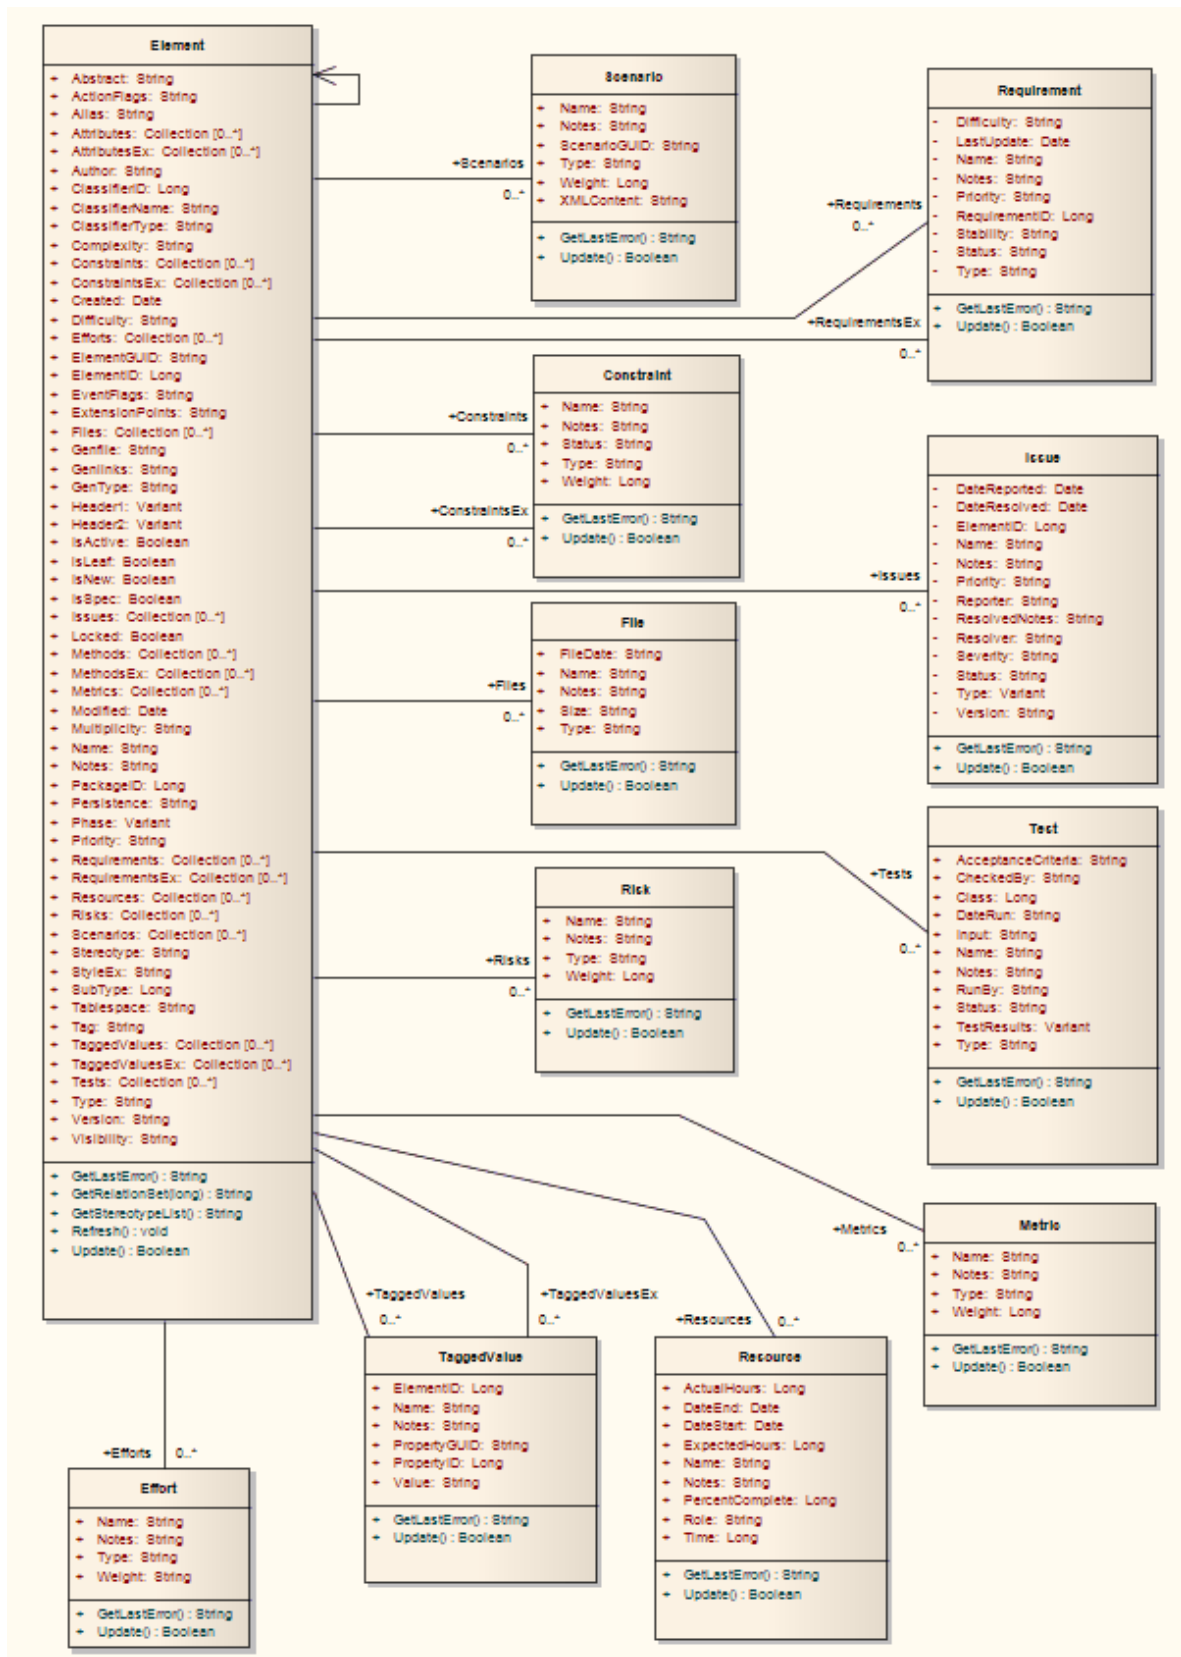 Element
+ Abstract: String
+ ActionFlags: String
+ Alias: String
+ Attributes: Collection [0..*]
+ AttributesEx: Collection [0..*]
+ Author: String
+ ClassifierID: Long
+ ClassifierName: String
+ ClassifierType: String
+ Complexity: String
+ Constraints: Collection [0..*]
+ ConstraintsEx: Collection [0..*]
+ Created: Date
+ Difficulty: String
+ Efforts: Collection [0..*]
+ ElementGUID: String
+ ElementID: Long
+ EventFlags: String
+ ExtensionPoints: String
+ Files: Collection [0..*]
+ Genfile: String
+ Genlinks: String
+ GenType: String
+ Header1: Variant
+ Header2: Variant
+ IsActive: Boolean
+ IsLeaf: Boolean
+ IsNew: Boolean
+ IsSpec: Boolean
+ Issues: Collection [0..*]
+ Locked: Boolean
+ Methods: Collection [0..*]
+ MethodsEx: Collection [0..*]
+ Metrics: Collection [0..*]
+ Modified: Date
+ Multiplicity: String
+ Name: String
+ Notes: String
+ PackageID: Long
+ Persistence: String
+ Phase: Variant
+ Priority: String
+ Requirements: Collection [0..*]
+ RequirementsEx: Collection [0..*]
+ Resources: Collection [0..*]
+ Risks: Collection [0..*]
+ Scenarios: Collection [0..*]
+ Stereotype: String
+ StyleEx: String
+ SubType: Long
+ Tablespace: String
+ Tag: String
+ TaggedValues: Collection [0..*]
+ TaggedValuesEx: Collection [0..*]
+ Tests: Collection [0..*]
+ Type: String
+ Version: String
+ Visibility: String
+ GetLastError() : String
+ GetRelationSet(long) : String
+ GetStereotypeList() : String
+ Refresh() : void
+ Update() : Boolean
+Scenarios
0..*
Scenario
+ Name: String
+ Notes: String
+ ScenarioGUID: String
+ Type: String
+ Weight: Long
+ XMLContent: String
+ GetLastError() : String
+ Update() : Boolean
+Requirements
0..*
+RequirementsEx
0..*
Requirement
- Difficulty: String
- LastUpdate: Date
- Name: String
- Notes: String
- Priority: String
- RequirementID: Long
- Stability: String
- Status: String
- Type: String
+ GetLastError() : String
+ Update() : Boolean
+Constraints
0..*
+ConstraintsEx
0..*
Constraint
+ Name: String
+ Notes: String
+ Status: String
+ Type: String
+ Weight: Long
+ GetLastError() : String
+ Update() : Boolean
+Issues
0..*
Issue
- DateReported: Date
- DateResolved: Date
- ElementID: Long
- Name: String
- Notes: String
- Priority: String
- Reporter: String
- ResolvedNotes: String
- Resolver: String
- Severity: String
- Status: String
- Type: Variant
- Version: String
+ GetLastError() : String
+ Update() : Boolean
+Files
0..*
File
+ FileDate: String
+ Name: String
+ Notes: String
+ Size: String
+ Type: String
+ GetLastError() : String
+ Update() : Boolean
+Tests
0..*
Test
+ AcceptanceCriteria: String
+ CheckedBy: String
+ Class: Long
+ DateRun: String
+ Input: String
+ Name: String
+ Notes: String
+ RunBy: String
+ Status: String
+ TestResults: Variant
+ Type: String
+ GetLastError() : String
+ Update() : Boolean
+Risks
0..*
Risk
+ Name: String
+ Notes: String
+ Type: String
+ Weight: Long
+ GetLastError() : String
+ Update() : Boolean
+Metrics
0..*
Metric
+ Name: String
+ Notes: String
+ Type: String
+ Weight: Long
+ GetLastError() : String
+ Update() : Boolean
+TaggedValues
0..*
+TaggedValuesEx
0..*
TaggedValue
+ ElementID: Long
+ Name: String
+ Notes: String
+ PropertyGUID: String
+ PropertyID: Long
+ Value: String
+ GetLastError() : String
+ Update() : Boolean
+Resources
0..*
Resource
+ ActualHours: Long
+ DateEnd: Date
+ DateStart: Date
+ ExpectedHours: Long
+ Name: String
+ Notes: String
+ PercentComplete: Long
+ Role: String
+ Time: Long
+ GetLastError() : String
+ Update() : Boolean
+Efforts
0..*
Effort
+ Name: String
+ Notes: String
+ Type: String
+ Weight: String
+ GetLastError() : String
+ Update() : Boolean